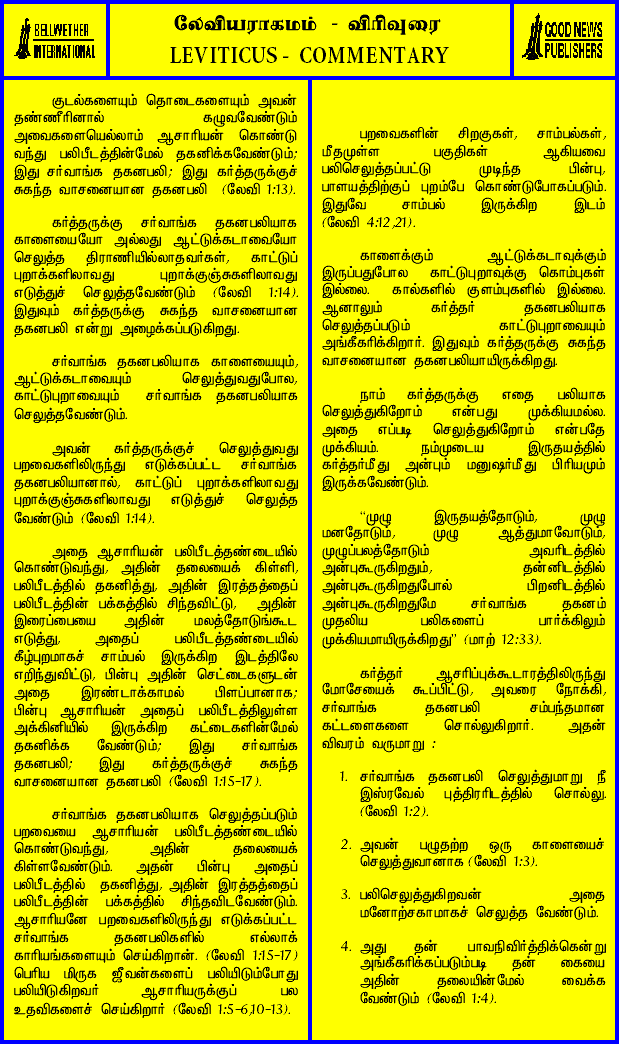 BELLWETHER
INTERNATIONAL
லேவியராகமம் - விரிவுரை
LEVITICUS - COMMENTARY
GOOD NEWS
PUBLISHERS
குடல்களையும் தொடைகளையும் அவன்
தண்ணீரினால் கழுவவேண்டும்
அவைகளையெல்லாம் ஆசாரியன் கொண்டு
வந்து பலிபீடத்தின்மேல் தகனிக்கவேண்டும்;
இது சர்வாங்க தகனபலி; இது கர்த்தருக்குச்
சுகந்த வாசனையான தகனபலி (லேவி 1:13).
கர்த்தருக்கு சர்வாங்க தகனபலியாக
காளையையோ அல்லது ஆட்டுக்கடாவையோ
செலுத்த திராணியில்லாதவர்கள், காட்டுப்
புறாக்களிலாவது புறாக்குஞ்சுகளிலாவது
எடுத்துச் செலுத்தவேண்டும் (லேவி 1:14).
இதுவும் கர்த்தருக்கு சுகந்த வாசனையான
தகனபலி என்று அழைக்கப்படுகிறது.
சர்வாங்க தகனபலியாக காளையையும்,
ஆட்டுக்கடாவையும் செலுத்துவதுபோல,
காட்டுபுறாவையும் சர்வாங்க தகனபலியாக
செலுத்தவேண்டும்.
அவன் கர்த்தருக்குச் செலுத்துவது
பறவைகளிலிருந்து எடுக்கப்பட்ட சர்வாங்க
தகனபலியானால், காட்டுப் புறாக்களிலாவது
புறாக்குஞ்சுகளிலாவது எடுத்துச் செலுத்த
வேண்டும் (லேவி 1:14).
அதை ஆசாரியன் பலிபீடத்தண்டையில்
கொண்டுவந்து, அதின் தலையைக் கிள்ளி,
பலிபீடத்தில் தகனித்து, அதின் இரத்தத்தைப்
பலிபீடத்தின் பக்கத்தில் சிந்தவிட்டு, அதின்
இரைப்பையை அதின் மலத்தோடுங்கூட
எடுத்து, அதைப் பலிபீடத்தண்டையில்
கீழ்புறமாகச் சாம்பல் இருக்கிற இடத்திலே
எறிந்துவிட்டு, பின்பு அதின் செட்டைகளுடன்
அதை இரண்டாக்காமல் பிளப்பானாக;
பின்பு ஆசாரியன் அதைப் பலிபீடத்திலுள்ள
அக்கினியில் இருக்கிற கட்டைகளின்மேல்
தகனிக்க வேண்டும்; இது சர்வாங்க
தகனபலி; இது கர்த்தருக்குச் சுகந்த
வாசனையான தகனபலி (லேவி 1:15-17).
சர்வாங்க தகனபலியாக செலுத்தப்படும்
பறவையை ஆசாரியன் பலிபீடத்தண்டையில்
கொண்டுவந்து, அதின் தலையைக்
கிள்ளவேண்டும். அதன் பின்பு அதைப்
பலிபீடத்தில் தகனித்து, அதின் இரத்தத்தைப்
பலிபீடத்தின் பக்கத்தில் சிந்தவிடவேண்டும்.
ஆசாரியனே பறவைகளிலிருந்து எடுக்கப்பட்ட
சர்வாங்க தகனபலிகளில் எல்லாக்
காரியங்களையும் செய்கிறான். (லேவி 1:15-17)
பெரிய மிருக ஜீவன்களைப் பலியிடும்போது
பலியிடுகிறவர் ஆசாரியருக்குப் பல
உதவிகளைச் செய்கிறார் (லேவி 1:5-6,10-13).
பறவைகளின் சிறகுகள், சாம்பல்கள்,
மீதமுள்ள பகுதிகள் ஆகியவை
பலிசெலுத்தப்பட்டு முடிந்த பின்பு,
பாளயத்திற்குப் புறம்பே கொண்டுபோகப்படும்.
இதுவே சாம்பல் இருக்கிற இடம்
(லேவி 4:12,21).
காளைக்கும் ஆட்டுக்கடாவுக்கும்
இருப்பதுபோல காட்டுபுறாவுக்கு கொம்புகள்
இல்லை. கால்களில் குளம்புகளில் இல்லை.
ஆனாலும் கர்த்தர் தகனபலியாக
செலுத்தப்படும் காட்டுபுறாவையும்
அங்கீகரிக்கிறார். இதுவும் கர்த்தருக்கு சுகந்த
வாசனையான தகனபலியாயிருக்கிறது.
நாம் கர்த்தருக்கு எதை பலியாக
செலுத்துகிறோம் என்பது முக்கியமல்ல.
அதை எப்படி செலுத்துகிறோம் என்பதே
முக்கியம். நம்முடைய இருதயத்தில்
கர்த்தர்மீது அன்பும் மனுஷர்மீது பிரியமும்
இருக்கவேண்டும்.
“முழு இருதயத்தோடும், முழு
மனதோடும், முழு ஆத்துமாவோடும்,
முழுப்பலத்தோடும் அவரிடத்தில்
அன்புகூருகிறதும், தன்னிடத்தில்
அன்புகூருகிறதுபோல் பிறனிடத்தில்
அன்புகூருகிறதுமே சர்வாங்க தகனம்
முதலிய பலிகளைப் பார்க்கிலும்
முக்கியமாயிருக்கிறது” (மாற் 12:33).
கர்த்தர் ஆசரிப்புக்கூடாரத்திலிருந்து
மோசேயைக் கூப்பிட்டு, அவரை நோக்கி,
சர்வாங்க தகனபலி சம்பந்தமான
கட்டளைகளை சொல்லுகிறார். அதன்
விவரம் வருமாறு :
1. சர்வாங்க தகனபலி செலுத்துமாறு நீ
இஸ்ரவேல் புத்திரரிடத்தில் சொல்லு.
(லேவி 1:2).
2. அவன் பழுதற்ற ஒரு காளையைச்
செலுத்துவானாக (லேவி 1:3).
3. பலிசெலுத்துகிறவன் அதை
மனோற்சகாமாகச் செலுத்த வேண்டும்.
4. அது தன் பாவநிவிர்த்திக்கென்று
அங்கீகரிக்கப்படும்படி தன் கையை
அதின் தலையின்மேல் வைக்க
வேண்டும் (லேவி 1:4).